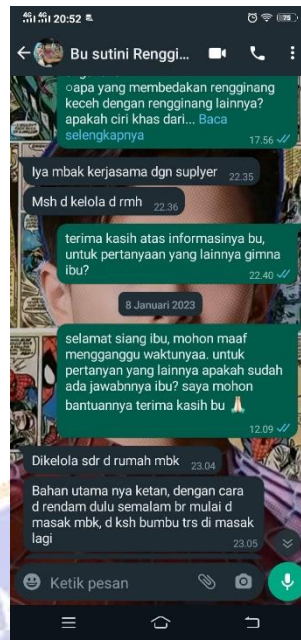 20:52
75
Bu sutini Renggi...
○apa yang membedakan rengginang
keceh dengan rengginang lainnya?
apakah ciri khas dari... Baca
selengkapnya
17.56
Iya mbak kerjasama dgn suplyer
22.35
Msh d kelola d rmh
22.36
terima kasih atas informasinya bu,
untuk pertanyaan yang lainnya gimna
ibu?
22.40
8 Januari 2023
selamat siang ibu, mohon maaf
mengganggu waktunyaa. untuk
pertanyan yang lainnya apakah sudah
ada jawabnnya ibu? saya mohon
bantuannya terima kasih bu 🙏
12.09
Dikelola sdr d rumah mbk
23.04
Bahan utama nya ketan, dengan cara
d rendam dulu semalam br mulai d
masak mbk, d ksh bumbu trs di masak
lagi
23.05
Ketik pesan